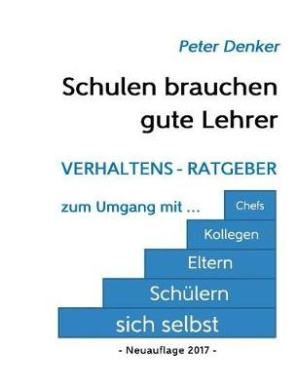 Peter Denker
Schulen brauchen
gute Lehrer
VERHALTENS - RATGEBER
zum Umgang mit ...
Chefs
Kollegen
Eltern
Schülern
sich selbst
- Neuauflage 2017 -